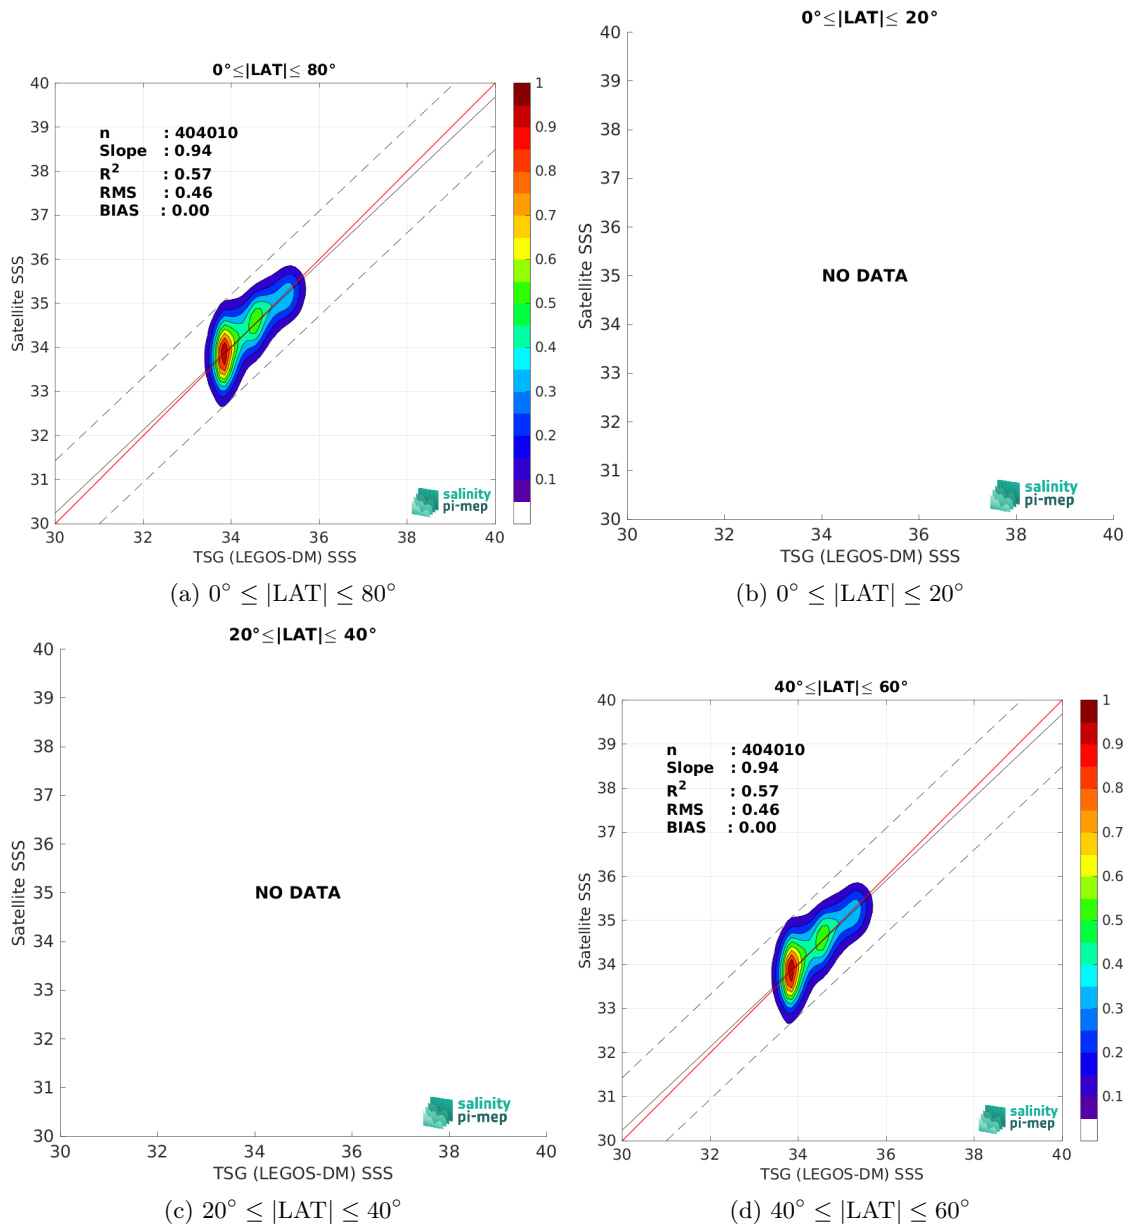 0°≤|LAT|≤ 80°
40
39
38
37
36
35
34
33
32
31
30
Satellite SSS
n : 404010
Slope : 0.94
R² : 0.57
RMS : 0.46
BIAS : 0.00
salinity
pi-mep
30 32 34 36 38 40
TSG (LEGOS-DM) SSS
1
0.9
0.8
0.7
0.6
0.5
0.4
0.3
0.2
0.1
(a) 0° ≤ |LAT| ≤ 80°
0°≤|LAT|≤ 20°
40
39
38
37
36
35
34
33
32
31
30
Satellite SSS
NO DATA
salinity
pi-mep
30 32 34 36 38 40
TSG (LEGOS-DM) SSS
(b) 0° ≤ |LAT| ≤ 20°
20°≤|LAT|≤ 40°
40
39
38
37
36
35
34
33
32
31
30
Satellite SSS
NO DATA
salinity
pi-mep
30 32 34 36 38 40
TSG (LEGOS-DM) SSS
(c) 20° ≤ |LAT| ≤ 40°
40°≤|LAT|≤ 60°
40
39
38
37
36
35
34
33
32
31
30
Satellite SSS
n : 404010
Slope : 0.94
R² : 0.57
RMS : 0.46
BIAS : 0.00
salinity
pi-mep
30 32 34 36 38 40
TSG (LEGOS-DM) SSS
1
0.9
0.8
0.7
0.6
0.5
0.4
0.3
0.2
0.1
(d) 40° ≤ |LAT| ≤ 60°